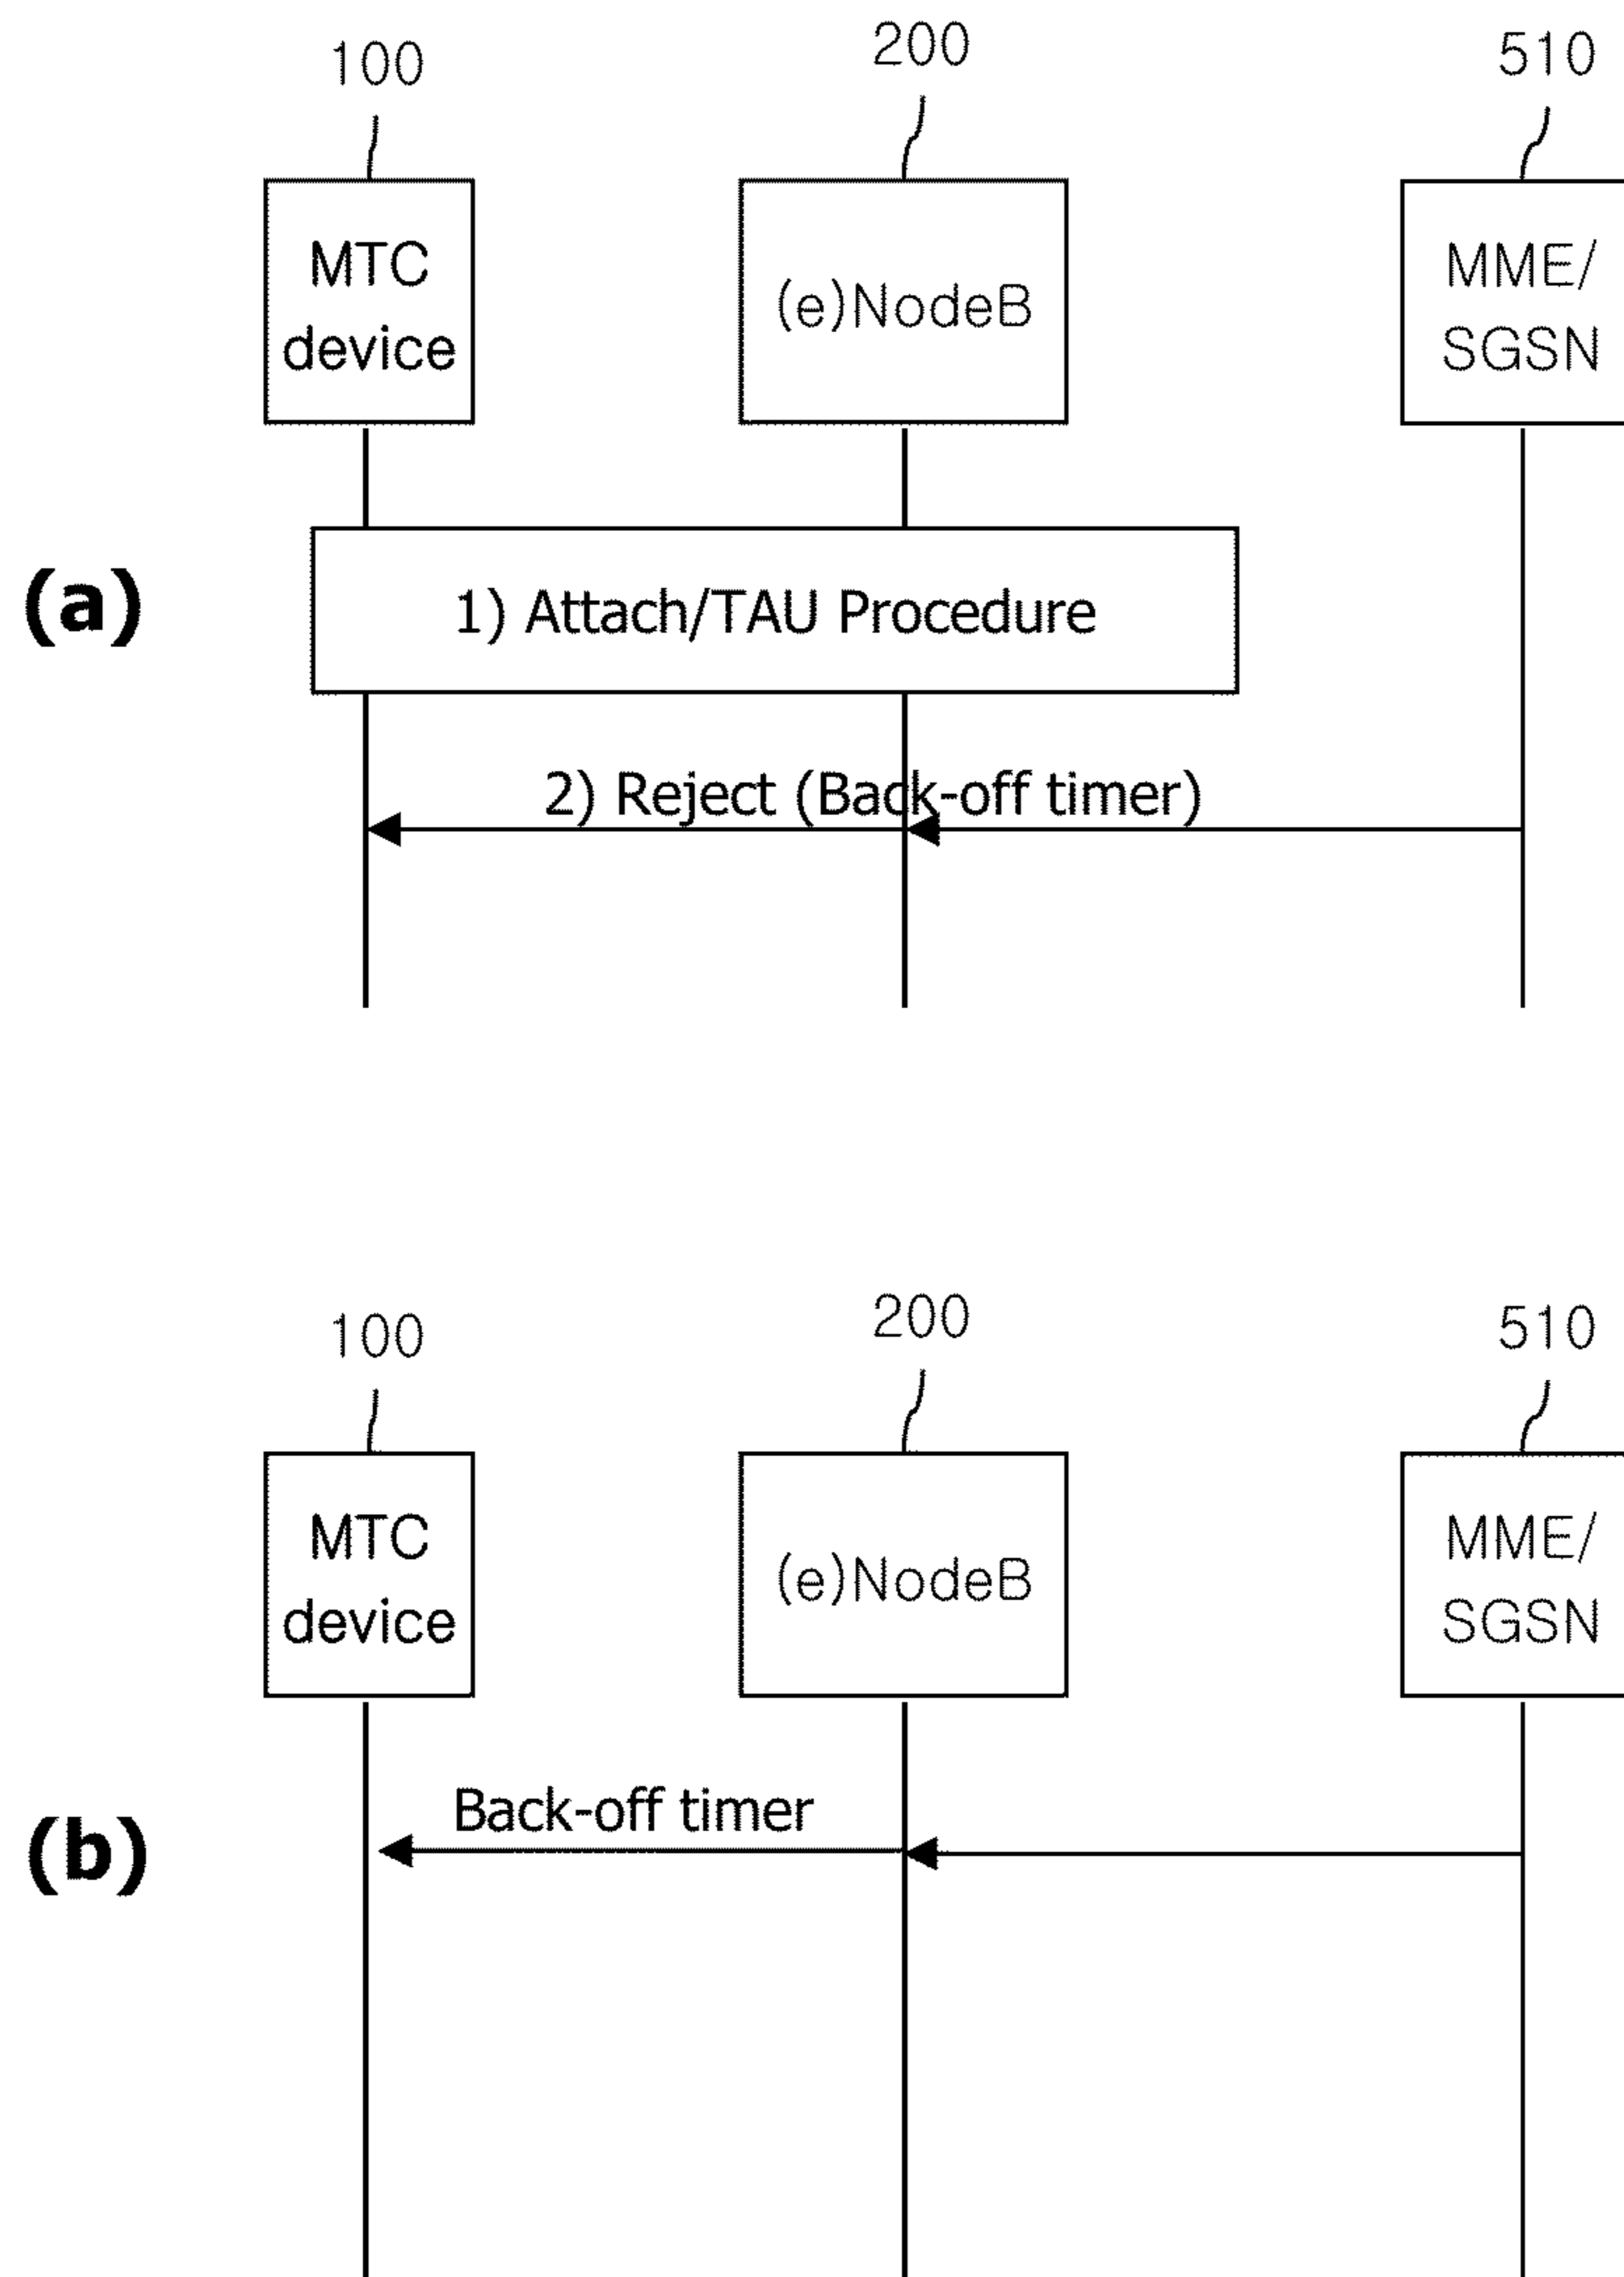 100
200
510
MTC
device
(e)NodeB
MME/
SGSN
(a)
1) Attach/TAU Procedure
2) Reject (Back-off timer)
100
200
510
MTC
device
(e)NodeB
MME/
SGSN
Back-off timer
(b)